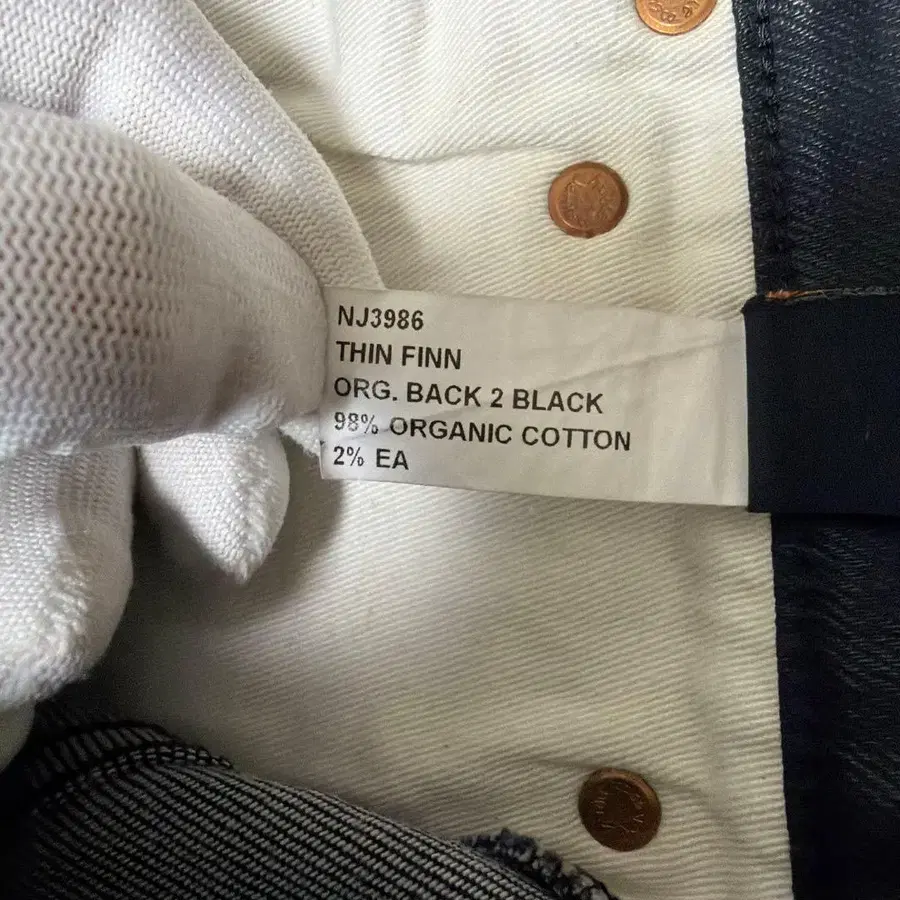 NJ3986
THIN FINN
ORG. BACK 2 BLACK
98% ORGANIC COTTON
2% EA